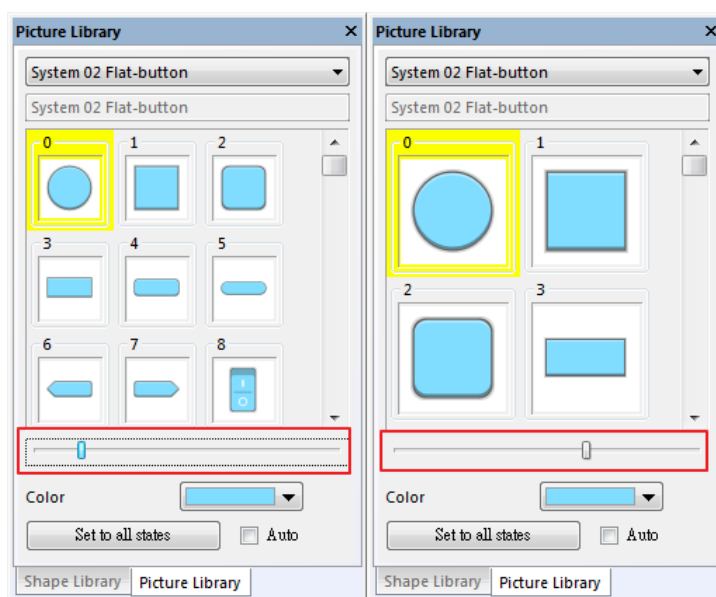 Picture Library
System 02 Flat-button
System 02 Flat-button
0 1 2
3 4 5
6 7 8
Color
Set to all states Auto
Shape Library Picture Library
Picture Library
System 02 Flat-button
System 02 Flat-button
0 1
2 3
Color
Set to all states Auto
Shape Library Picture Library